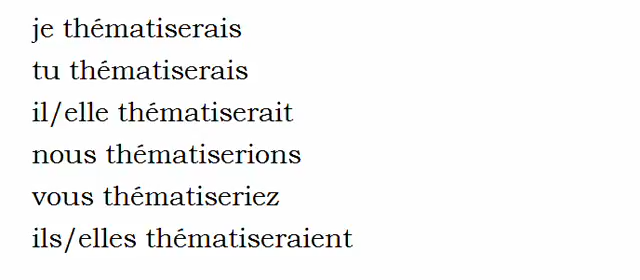 je thématiserais
tu thématiserais
il/elle thématiserait
nous thématiserions
vous thématiseriez
ils/elles thématiseraient